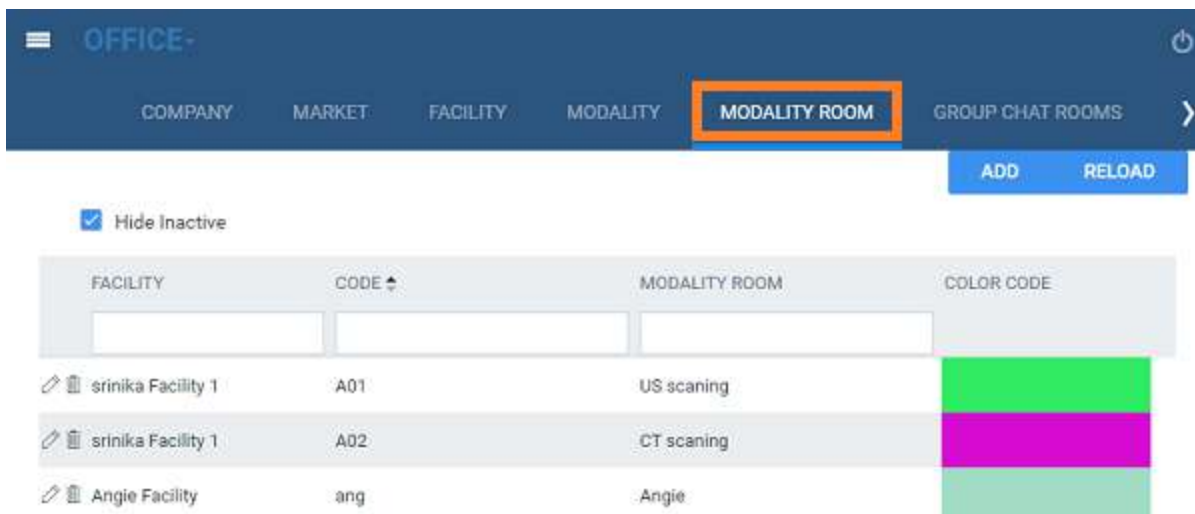 OFFICE-
COMPANY MARKET FACILITY MODALITY MODALITY ROOM GROUP CHAT ROOMS
ADD RELOAD
Hide Inactive
FACILITY CODE MODALITY ROOM COLOR CODE
srinika Facility 1 A01 US scaning
srinika Facility 1 A02 CT scaning
Angie Facility ang Angie